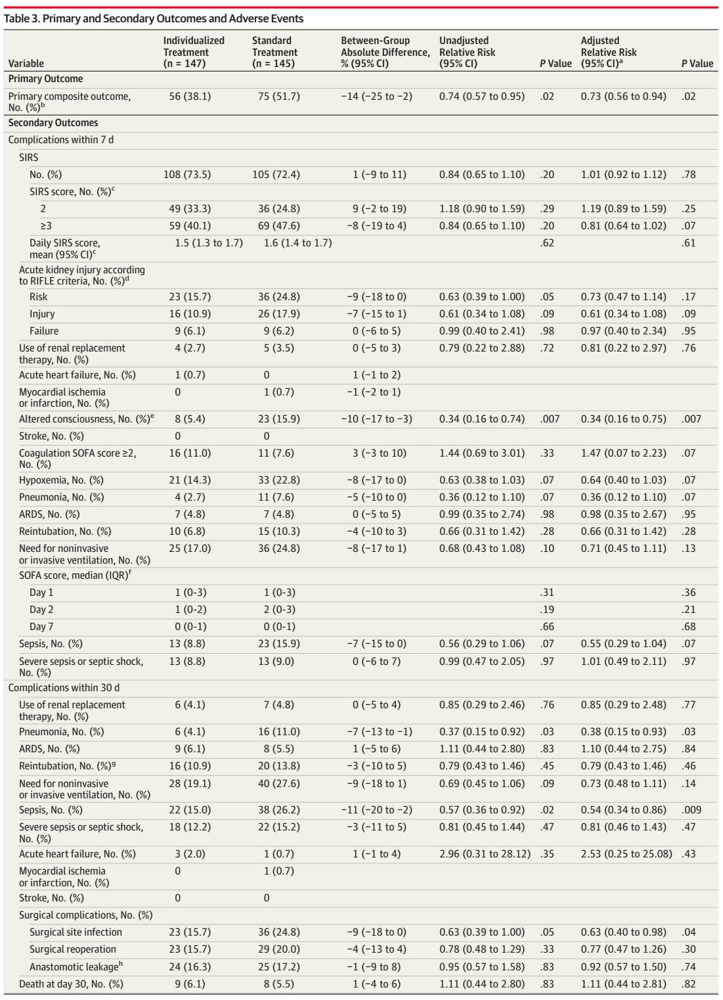 Table 3. Primary and Secondary Outcomes and Adverse Events
Variable Individualized Treatment (n = 147) Standard Treatment (n = 145) Between-Group Absolute Difference, % (95% CI) Unadjusted Relative Risk (95% CI) P Value Adjusted Relative Risk (95% CI)a P Value
Primary Outcome
Primary composite outcome, No. (%)b 56 (38.1) 75 (51.7) −14 (−25 to −2) 0.74 (0.57 to 0.95) .02 0.73 (0.56 to 0.94) .02
Secondary Outcomes
Complications within 7 d
SIRS
No. (%) 108 (73.5) 105 (72.4) 1 (−9 to 11) 0.84 (0.65 to 1.10) .20 1.01 (0.92 to 1.12) .78
SIRS score, No. (%)c
2 49 (33.3) 36 (24.8) 9 (−2 to 19) 1.18 (0.90 to 1.59) .29 1.19 (0.89 to 1.59) .25
≥3 59 (40.1) 69 (47.6) −8 (−19 to 4) 0.84 (0.65 to 1.10) .20 0.81 (0.64 to 1.02) .07
Daily SIRS score, mean (95% CI)c 1.5 (1.3 to 1.7) 1.6 (1.4 to 1.7) .62 .61
Acute kidney injury according to RIFLE criteria, No. (%)d
Risk 23 (15.7) 36 (24.8) −9 (−18 to 0) 0.63 (0.39 to 1.00) .05 0.73 (0.47 to 1.14) .17
Injury 16 (10.9) 26 (17.9) −7 (−15 to 1) 0.61 (0.34 to 1.08) .09 0.61 (0.34 to 1.08) .09
Failure 9 (6.1) 9 (6.2) 0 (−6 to 5) 0.99 (0.40 to 2.41) .98 0.97 (0.40 to 2.34) .95
Use of renal replacement therapy, No. (%) 4 (2.7) 5 (3.5) 0 (−5 to 3) 0.79 (0.22 to 2.88) .72 0.81 (0.22 to 2.97) .76
Acute heart failure, No. (%) 1 (0.7) 0 1 (−1 to 2)
Myocardial ischemia or infarction, No. (%) 0 1 (0.7) −1 (−2 to 1)
Altered consciousness, No. (%)e 8 (5.4) 23 (15.9) −10 (−17 to −3) 0.34 (0.16 to 0.74) .007 0.34 (0.16 to 0.75) .007
Stroke, No. (%) 0 0
Coagulation SOFA score ≥2, No. (%) 16 (11.0) 11 (7.6) 3 (−3 to 10) 1.44 (0.69 to 3.01) .33 1.47 (0.07 to 2.23) .07
Hypoxemia, No. (%) 21 (14.3) 33 (22.8) −8 (−17 to 0) 0.63 (0.38 to 1.03) .07 0.64 (0.40 to 1.03) .07
Pneumonia, No. (%) 4 (2.7) 11 (7.6) −5 (−10 to 0) 0.36 (0.12 to 1.10) .07 0.36 (0.12 to 1.10) .07
ARDS, No. (%) 7 (4.8) 7 (4.8) 0 (−5 to 5) 0.99 (0.35 to 2.74) .98 0.98 (0.35 to 2.67) .95
Reintubation, No. (%) 10 (6.8) 15 (10.3) −4 (−10 to 3) 0.66 (0.31 to 1.42) .28 0.66 (0.31 to 1.42) .28
Need for noninvasive or invasive ventilation, No. (%) 25 (17.0) 36 (24.8) −8 (−17 to 1) 0.68 (0.43 to 1.08) .10 0.71 (0.45 to 1.11) .13
SOFA score, median (IQR)f
Day 1 1 (0-3) 1 (0-3) .31 .36
Day 2 1 (0-2) 2 (0-3) .19 .21
Day 7 0 (0-1) 0 (0-1) .66 .68
Sepsis, No. (%) 13 (8.8) 23 (15.9) −7 (−15 to 0) 0.56 (0.29 to 1.06) .07 0.55 (0.29 to 1.04) .07
Severe sepsis or septic shock, No. (%) 13 (8.8) 13 (9.0) 0 (−6 to 7) 0.99 (0.47 to 2.05) .97 1.01 (0.49 to 2.11) .97
Complications within 30 d
Use of renal replacement therapy, No. (%) 6 (4.1) 7 (4.8) 0 (−5 to 4) 0.85 (0.29 to 2.46) .76 0.85 (0.29 to 2.48) .77
Pneumonia, No. (%) 6 (4.1) 16 (11.0) −7 (−13 to −1) 0.37 (0.15 to 0.92) .03 0.38 (0.15 to 0.93) .03
ARDS, No. (%) 9 (6.1) 8 (5.5) 1 (−5 to 6) 1.11 (0.44 to 2.80) .83 1.10 (0.44 to 2.75) .84
Reintubation, No. (%)g 16 (10.9) 20 (13.8) −3 (−10 to 5) 0.79 (0.43 to 1.46) .45 0.79 (0.43 to 1.46) .46
Need for noninvasive or invasive ventilation, No. (%) 28 (19.1) 40 (27.6) −9 (−18 to 1) 0.69 (0.45 to 1.06) .09 0.73 (0.48 to 1.11) .14
Sepsis, No. (%) 22 (15.0) 38 (26.2) −11 (−20 to −2) 0.57 (0.36 to 0.92) .02 0.54 (0.34 to 0.86) .009
Severe sepsis or septic shock, No. (%) 18 (12.2) 22 (15.2) −3 (−11 to 5) 0.81 (0.45 to 1.44) .47 0.81 (0.46 to 1.43) .47
Acute heart failure, No. (%) 3 (2.0) 1 (0.7) 1 (−1 to 4) 2.96 (0.31 to 28.12) .35 2.53 (0.25 to 25.08) .43
Myocardial ischemia or infarction, No. (%) 0 1 (0.7)
Stroke, No. (%) 0 0
Surgical complications, No. (%)
Surgical site infection 23 (15.7) 36 (24.8) −9 (−18 to 0) 0.63 (0.39 to 1.00) .05 0.63 (0.40 to 0.98) .04
Surgical reoperation 23 (15.7) 29 (20.0) −4 (−13 to 4) 0.78 (0.48 to 1.29) .33 0.77 (0.47 to 1.26) .30
Anastomotic leakageh 24 (16.3) 25 (17.2) −1 (−9 to 8) 0.95 (0.57 to 1.58) .83 0.92 (0.57 to 1.50) .74
Death at day 30, No. (%) 9 (6.1) 8 (5.5) 1 (−4 to 6) 1.11 (0.44 to 2.80) .83 1.11 (0.44 to 2.81) .82